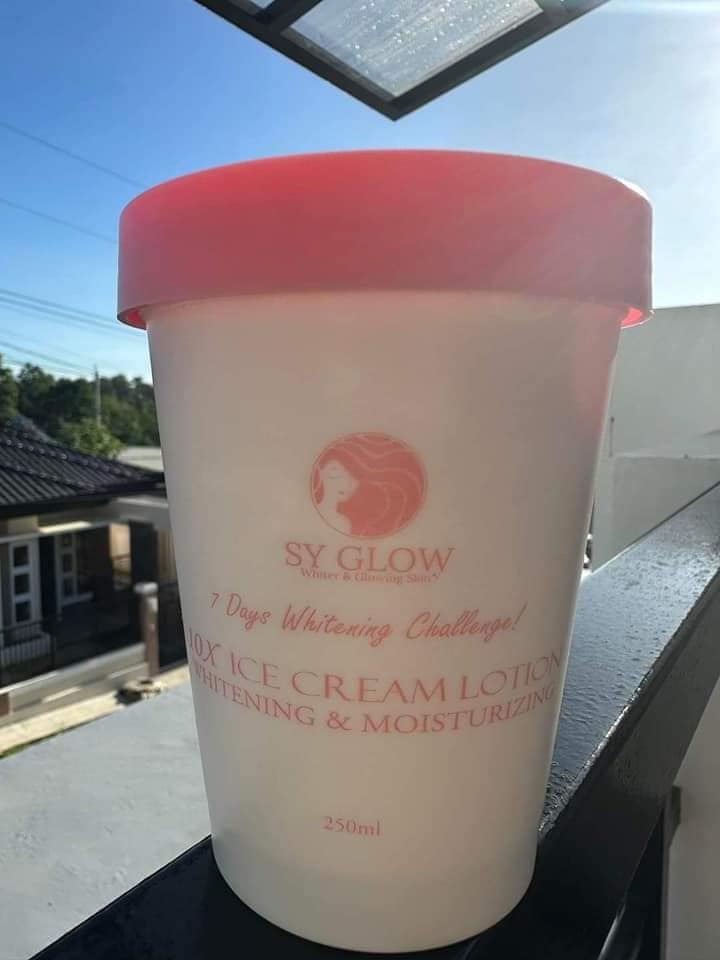 SY GLOW
Whiter & Glowing Skin
7 Days Whitening Challenge!
10X ICE CREAM LOTION
WHITENING & MOISTURIZING
250ml